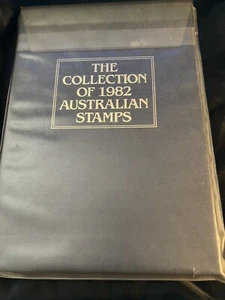 THE
COLLECTION
OF 1982
AUSTRALIAN
STAMPS